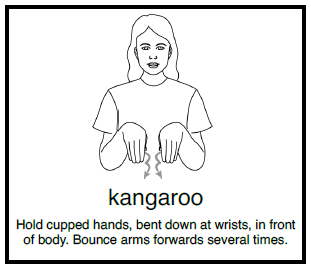 kangaroo
Hold cupped hands, bent down at wrists, in front
of body. Bounce arms forwards several times.